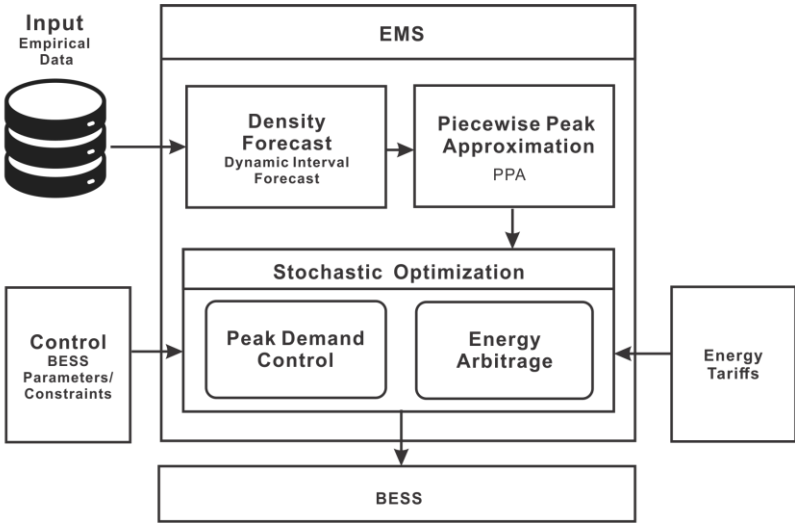 Input
Empirical
Data
EMS
Density
Forecast
Dynamic Interval
Forecast
Piecewise Peak
Approximation
PPA
Stochastic Optimization
Control
BESS
Parameters/
Constraints
Peak Demand
Control
Energy
Arbitrage
Energy
Tariffs
BESS